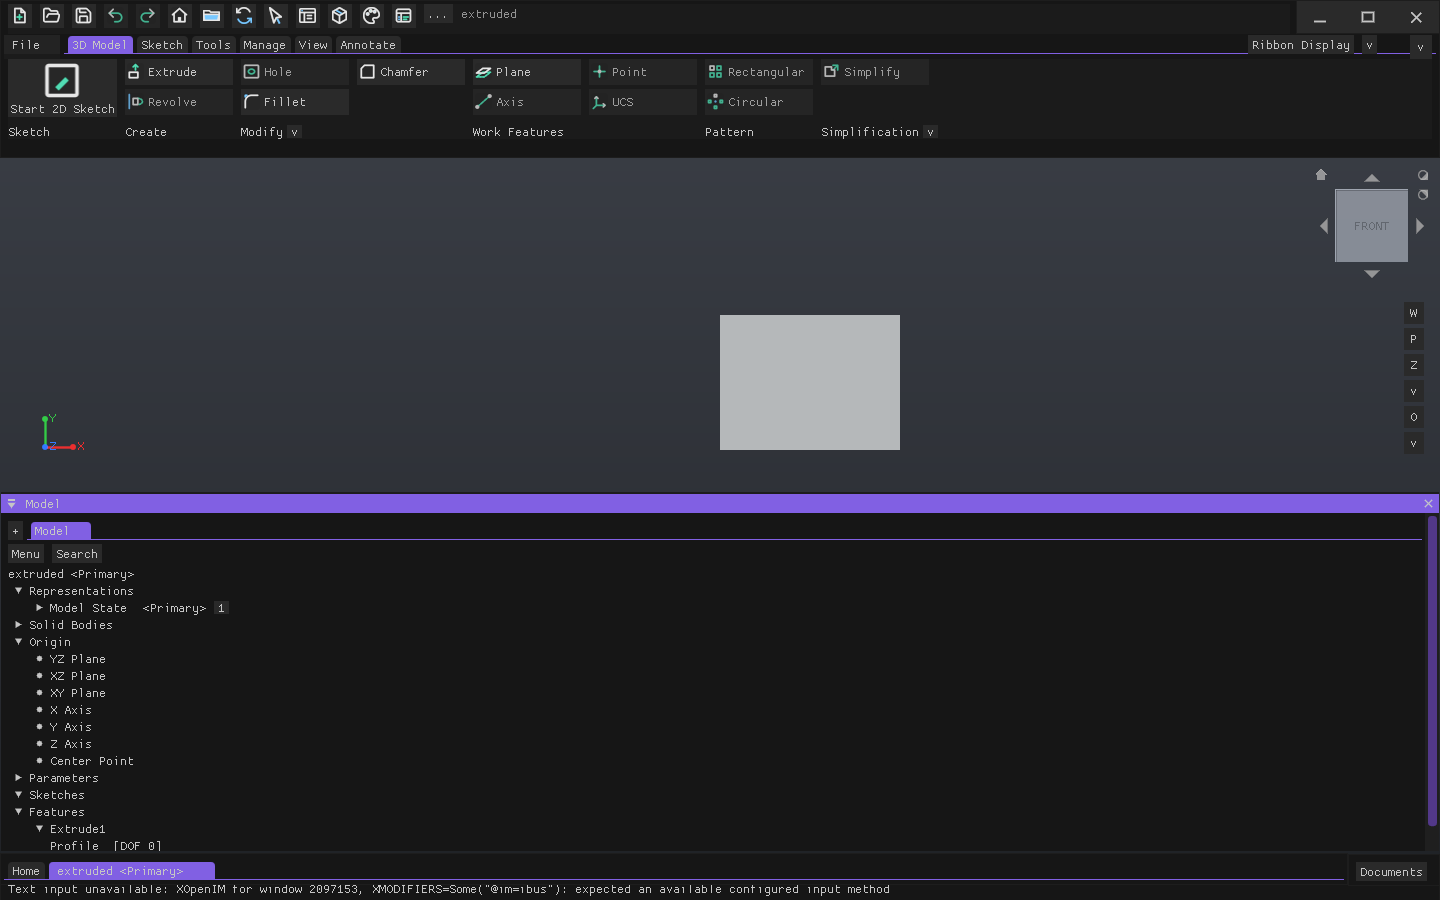 ... extruded
File 3D Model Sketch Tools Manage View Annotate Ribbon Display v v
Start 2D Sketch
Extrude Hole Chamfer Plane Point Rectangular Simplify
Revolve Fillet Axis UCS Circular
Sketch Create Modify v Work Features Pattern Simplification v
FRONT
W
P
Z
v
O
v
Y
Z X
Model
+ Model
Menu Search
extruded <Primary>
Representations
Model State <Primary> 1
Solid Bodies
Origin
YZ Plane
XZ Plane
XY Plane
X Axis
Y Axis
Z Axis
Center Point
Parameters
Sketches
Features
Extrude1
Profile [DOF 0]
Home extruded <Primary> Documents
Text input unavailable: XOpenIM for window 2097153, XMODIFIERS=Some("@im=ibus"): expected an available configured input method